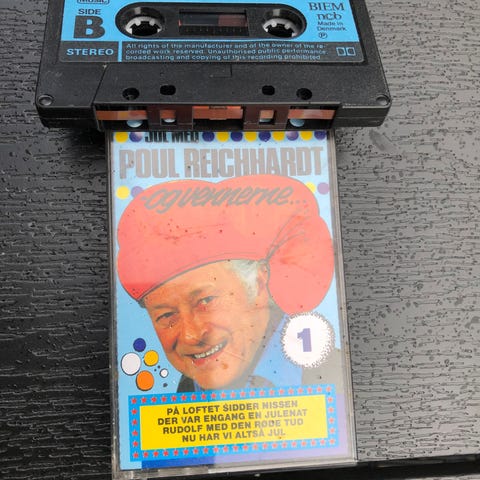 MUSIC
SIDE
B
STEREO
All rights of the manufacturer and of the owner of the re-
corded work reserved. Unauthorised public performance
broadcasting and copying of this recording prohibited.
BIEM
ncb
Made in
Denmark
℗
JUL MED
POUL REICHHARDT
og vennerne...
1
PÅ LOFTET SIDDER NISSEN
DER VAR ENGANG EN JULENAT
RUDOLF MED DEN RØDE TUD
NU HAR VI ALTSÅ JUL